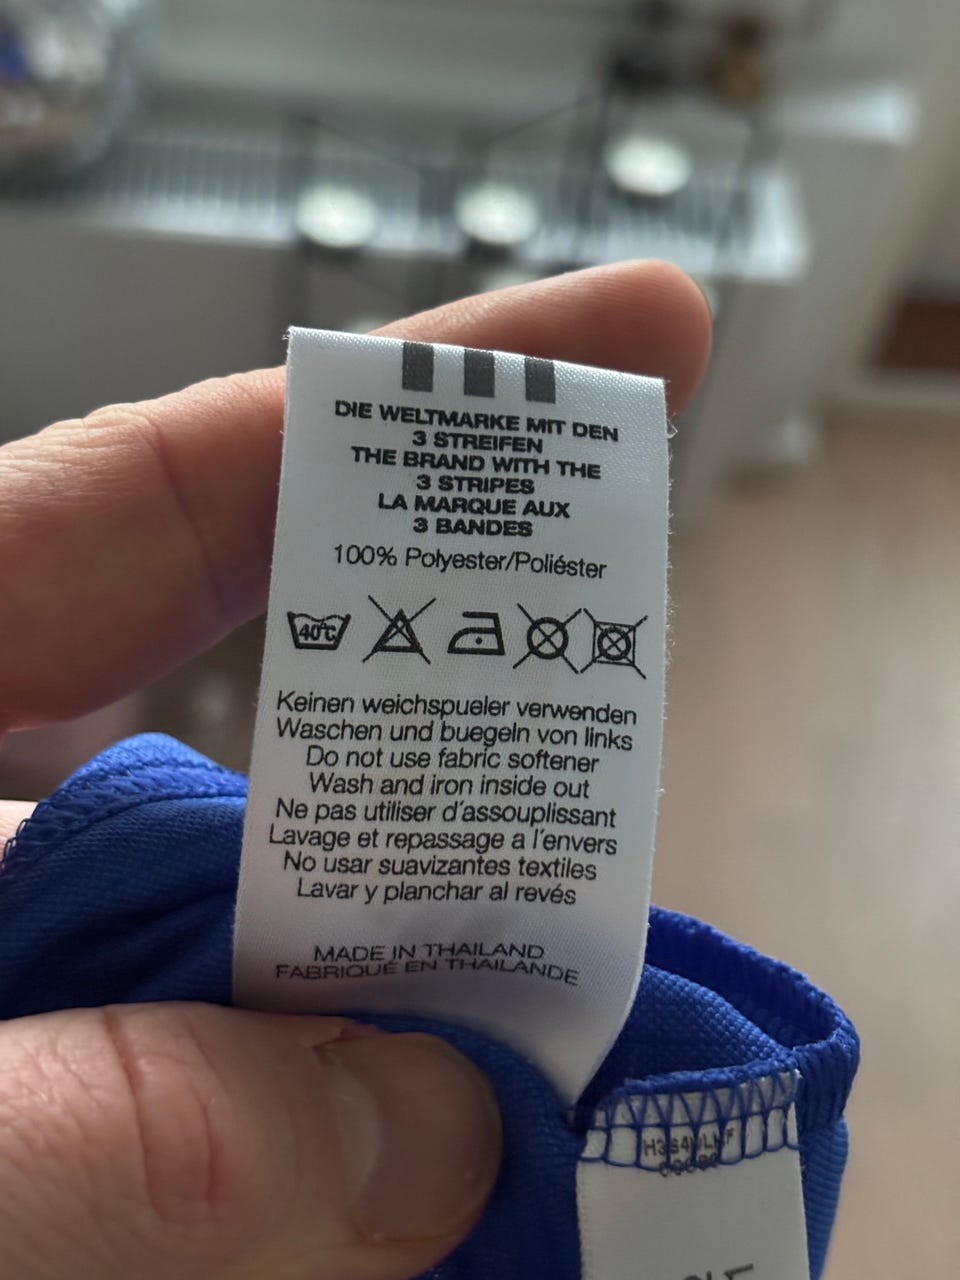 DIE WELTMARKE MIT DEN
3 STREIFEN
THE BRAND WITH THE
3 STRIPES
LA MARQUE AUX
3 BANDES
100% Polyester/Poliéster
40°C
Keinen weichspueler verwenden
Waschen und buegeln von links
Do not use fabric softener
Wash and iron inside out
Ne pas utiliser d'assouplissant
Lavage et repassage a l'envers
No usar suavizantes textiles
Lavar y planchar al revés
MADE IN THAILAND
FABRIQUÉ EN THAILANDE